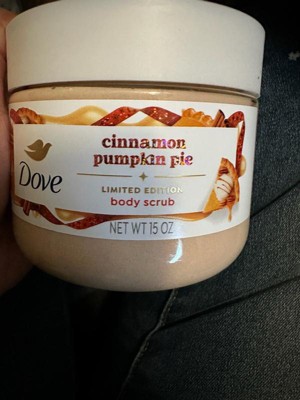 cinnamon
pumpkin pie
Dove
LIMITED EDITION
body scrub
NET WT 15 OZ